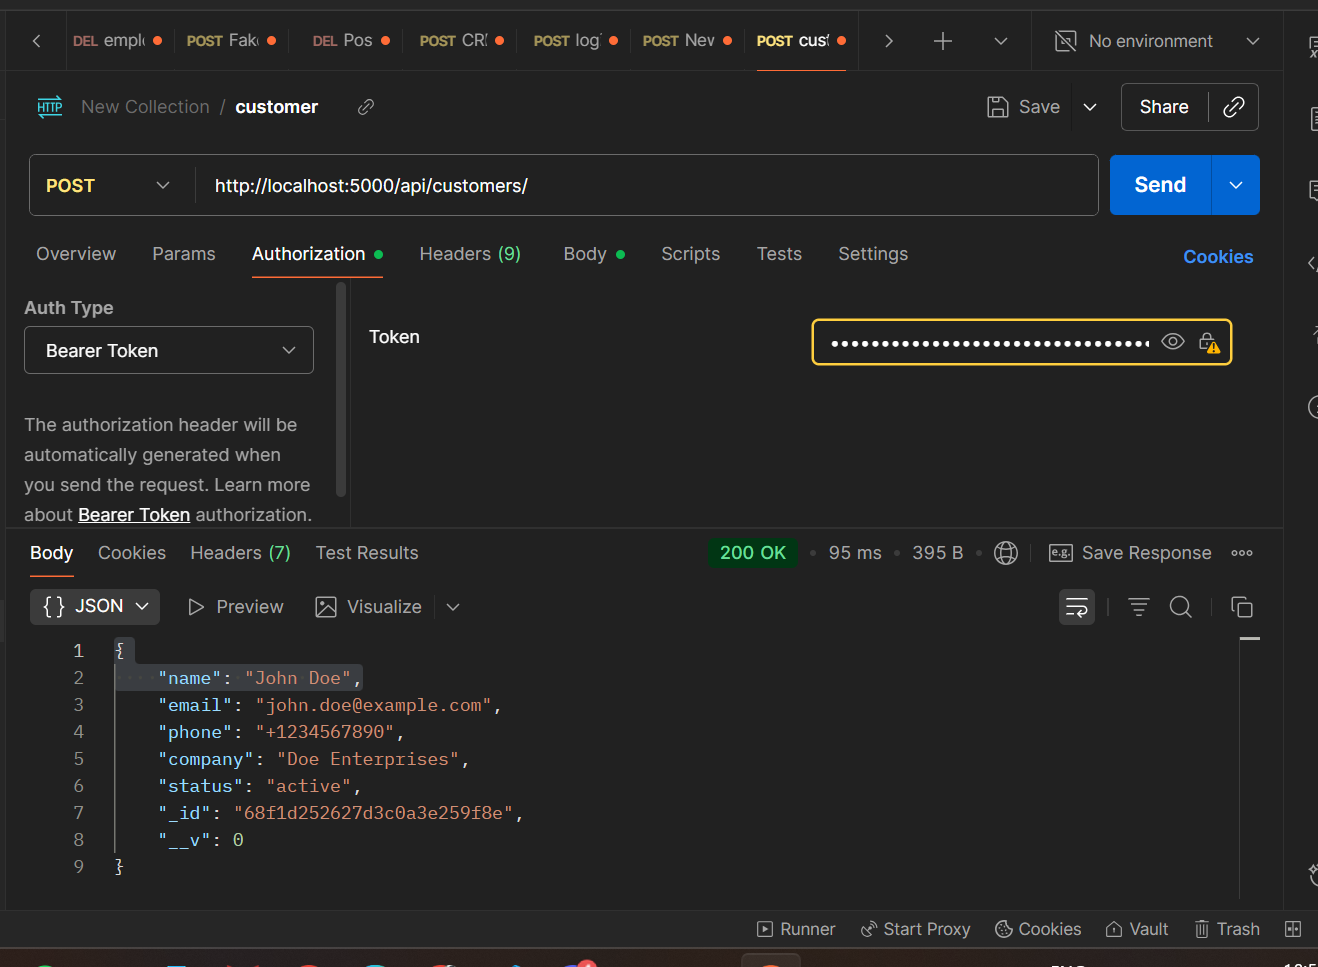 DEL empl POST Fak DEL Pos POST CR POST log POST Nev POST cus No environment
HTTP New Collection / customer Save Share
POST http://localhost:5000/api/customers/ Send
Overview Params Authorization Headers (9) Body Scripts Tests Settings Cookies
Auth Type
Token
Bearer Token
The authorization header will be
automatically generated when
you send the request. Learn more
about Bearer Token authorization.
Body Cookies Headers (7) Test Results 200 OK • 95 ms • 395 B • e.g. Save Response
{} JSON Preview Visualize
1 {
2 "name": "John Doe",
3 "email": "john.doe@example.com",
4 "phone": "+1234567890",
5 "company": "Doe Enterprises",
6 "status": "active",
7 "_id": "68f1d252627d3c0a3e259f8e",
8 "__v": 0
9 }
Runner Start Proxy Cookies Vault Trash